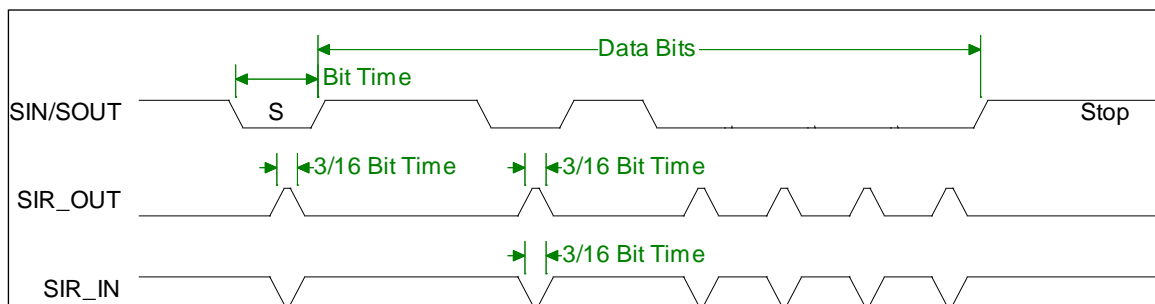 Data Bits
Bit Time
SIN/SOUT
S
Stop
3/16 Bit Time
3/16 Bit Time
SIR_OUT
3/16 Bit Time
SIR_IN